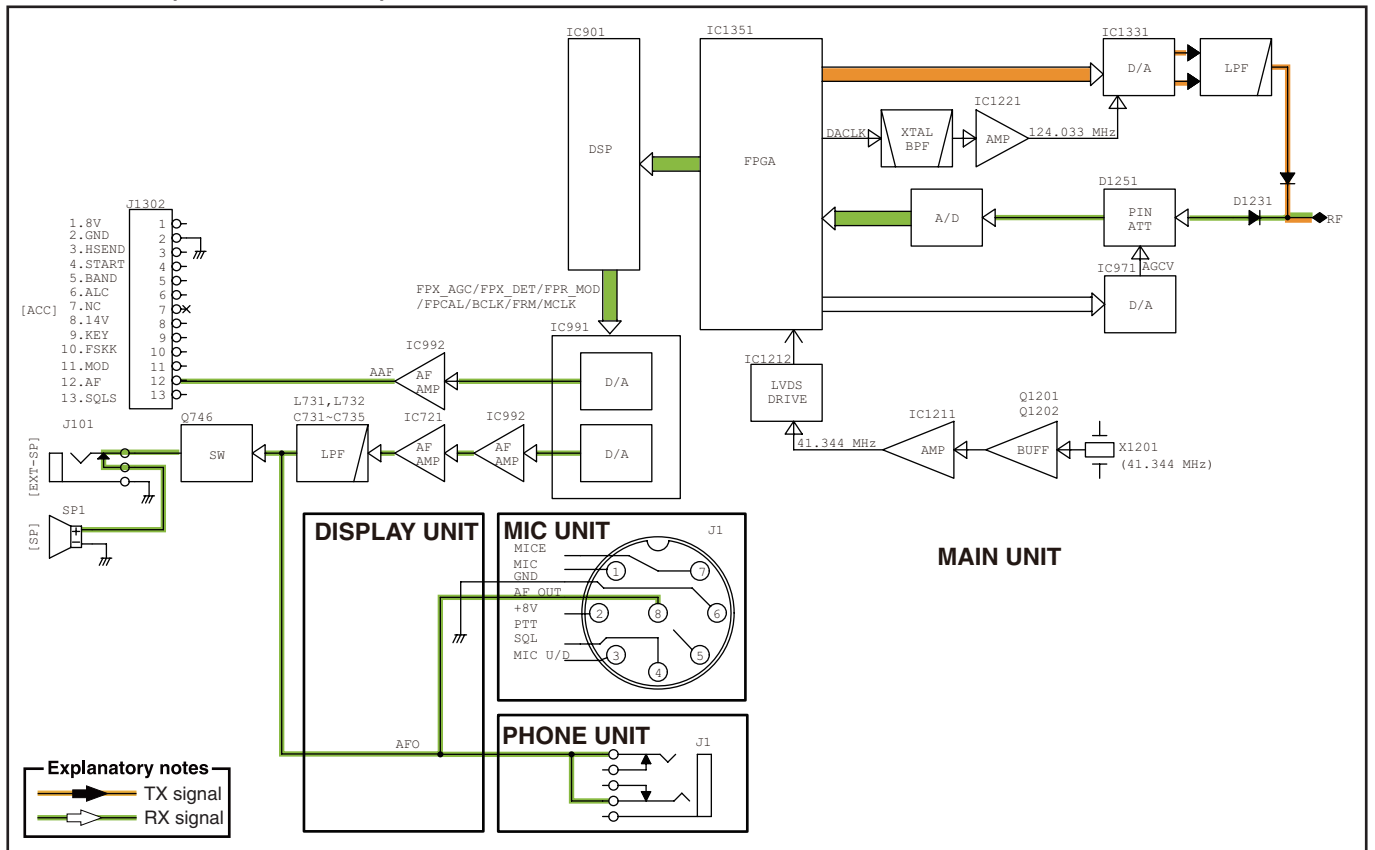 IC901
DSP
IC1351
FPGA
IC1331
D/A
LPF
IC1221
DACLK
XTAL
BPF
AMP
124.033 MHz
D1251
PIN
ATT
D1231
RF
A/D
IC971
AGCV
D/A
J1302
1.8V
2.GND
3.HSEND
4.START
5.BAND
6.ALC
7.NC
8.14V
9.KEY
10.FSKK
11.MOD
12.AF
13.SQLS
[ACC]
1
2
3
4
5
6
7
8
9
10
11
12
13
FPX_AGC/FPX_DET/FPR_MOD
/FPCAL/BCLK/FRM/MCLK
IC991
D/A
D/A
IC992
AF
AMP
AAF
IC1212
LVDS
DRIVE
41.344 MHz
IC1211
AMP
Q1201
Q1202
BUFF
X1201
(41.344 MHz)
J101
[EXT-SP]
Q746
SW
L731,L732
C731~C735
LPF
IC721
AF
AMP
IC992
AF
AMP
SP1
[SP]
+
-
DISPLAY UNIT
MIC UNIT
J1
MICE
MIC
GND
AF OUT
+8V
PTT
SQL
MIC U/D
1
7
2
8
6
3
4
5
MAIN UNIT
AFO
PHONE UNIT
J1
Explanatory notes
TX signal
RX signal